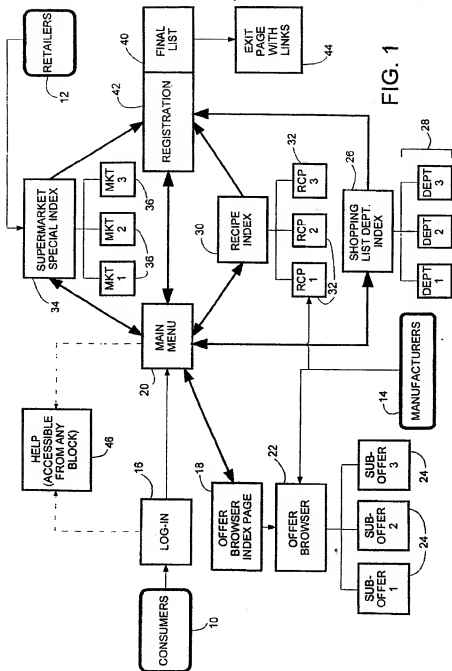 RETAILERS
12
SUPERMARKET
SPECIAL INDEX
34
MKT
1
MKT
2
MKT
3
36
36
42
40
REGISTRATION
FINAL
LIST
EXIT
PAGE
WITH
LINKS
44
FIG. 1
HELP
(ACCESSIBLE
FROM ANY
BLOCK)
46
MAIN
MENU
20
30
RECIPE
INDEX
RCP
1
RCP
2
RCP
3
32
32
26
SHOPPING
LIST DEPT.
INDEX
DEPT
1
DEPT
2
DEPT
3
28
CONSUMERS
10
16
LOG-IN
18
OFFER
BROWSER
INDEX PAGE
22
OFFER
BROWSER
MANUFACTURERS
14
SUB-
OFFER
1
SUB-
OFFER
2
SUB-
OFFER
3
24
24